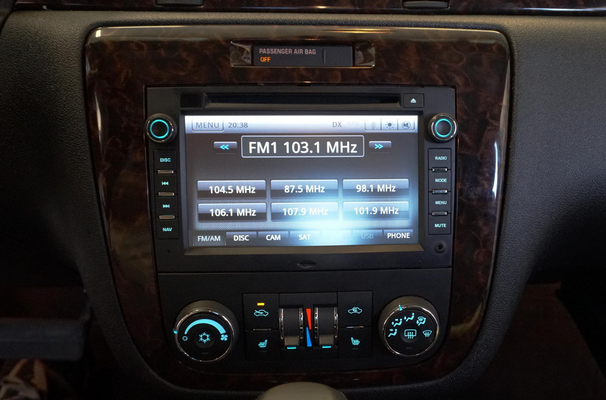 PASSENGER AIR BAG
OFF
MENU 20:38 DX
FM1 103.1 MHz
104.5 MHz 87.5 MHz 98.1 MHz
106.1 MHz 107.9 MHz 101.9 MHz
FM/AM DISC CAM SAT USB PHONE
DISC
NAV
RADIO
MODE
MENU
MUTE